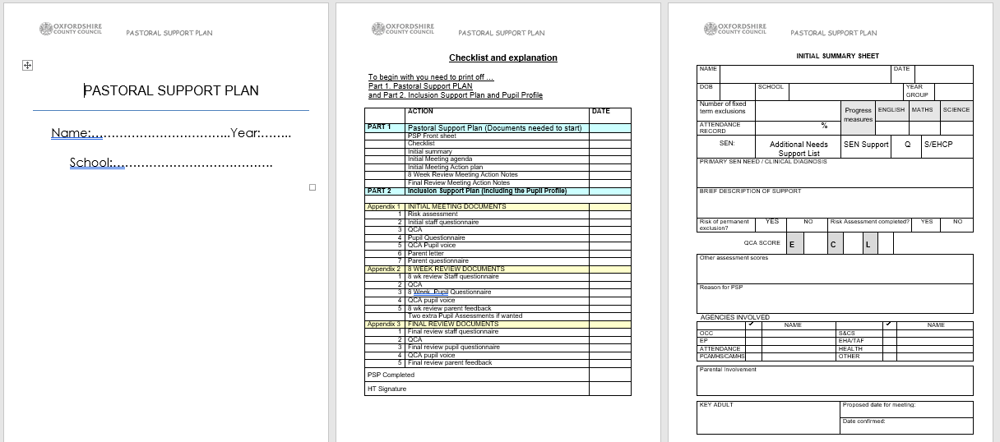 OXFORDSHIRE
COUNTY COUNCIL
PASTORAL SUPPORT PLAN
PASTORAL SUPPORT PLAN
Name:...…………………………………..Year:……..
School:...………………………………………….
OXFORDSHIRE
COUNTY COUNCIL
PASTORAL SUPPORT PLAN
Checklist and explanation
To begin with you need to print off …
Part 1. Pastoral Support PLAN
and Part 2. Inclusion Support Plan and Pupil Profile
ACTION DATE
PART 1 Pastoral Support Plan (Documents needed to start)
PSP Front sheet
Checklist
Initial summary
Initial Meeting agenda
Initial Meeting Action plan
8 Week Review Meeting Action Notes
Final Review Meeting Action Notes
PART 2 Inclusion Support Plan (Including the Pupil Profile)
Appendix 1 INITIAL MEETING DOCUMENTS
1 Risk assessment
2 Initial staff questionnaire
3 QCA
4 Pupil Questionnaire
5 QCA Pupil voice
6 Parent letter
7 Parent questionnaire
Appendix 2 8 WEEK REVIEW DOCUMENTS
1 8 wk review Staff questionnaire
2 QCA
3 8 Week Pupil Questionnaire
4 QCA pupil voice
5 8 wk review parent feedback
Two extra Pupil Assessments if wanted
Appendix 3 FINAL REVIEW DOCUMENTS
1 Final review staff questionnaire
2 QCA
3 Final review pupil questionnaire
4 QCA pupil voice
5 Final review parent feedback
PSP Completed
HT Signature
OXFORDSHIRE
COUNTY COUNCIL
PASTORAL SUPPORT PLAN
INITIAL SUMMARY SHEET
NAME DATE
DOB SCHOOL YEAR
GROUP
Number of fixed
term exclusions
Progress
measures
ENGLISH MATHS SCIENCE
ATTENDANCE
RECORD
%
SEN: Additional Needs
Support List
SEN Support Q S/EHCP
PRIMARY SEN NEED / CLINICAL DIAGNOSIS
BRIEF DESCRIPTION OF SUPPORT
Risk of permanent
exclusion?
YES NO Risk Assessment completed? YES NO
QCA SCORE E C L
Other assessment scores
Reason for PSP
AGENCIES INVOLVED
✓ NAME ✓ NAME
OCC S&CS
EP EHA/TAF
ATTENDANCE HEALTH
PCAMHS/CAMHS OTHER
Parental Involvement
KEY ADULT Proposed date for meeting:
Date confirmed: